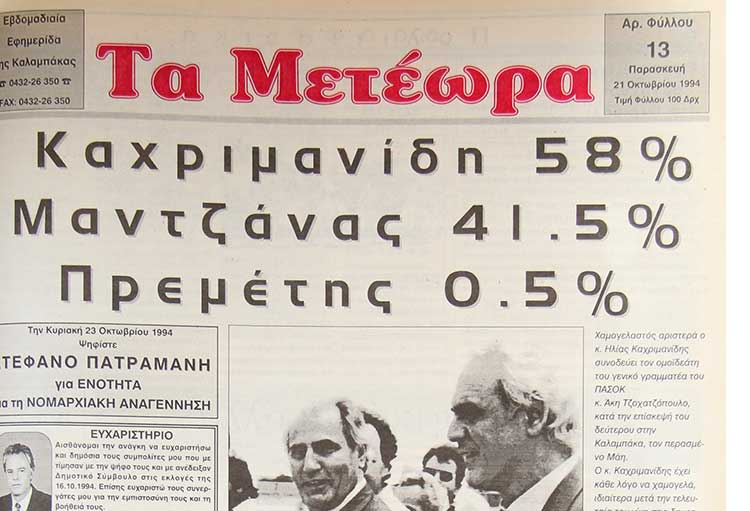 Εβδομαδιαία
Εφημερίδα
ης Καλαμπάκας
☎ 0432-26 350 ☎
FAX: 0432-26 350
Τα Μετέωρα
Αρ. Φύλλου
13
Παρασκευή
21 Οκτωβρίου 1994
Τιμή Φύλλου 100 Δρχ
Καχριμανίδη 58%
Μαντζάνας 41.5%
Πρεμέτης 0.5%
Την Κυριακή 23 Οκτωβρίου 1994
Ψηφίστε
ΣΤΕΦΑΝΟ ΠΑΤΡΑΜΑΝΗ
για ΕΝΟΤΗΤΑ
ια τη ΝΟΜΑΡΧΙΑΚΗ ΑΝΑΓΕΝΝΗΣΗ
ΕΥΧΑΡΙΣΤΗΡΙΟ
Αισθάνομαι την ανάγκη να ευχαριστήσω
και δημόσια τους συμπολίτες μου που με
τίμησαν με την ψήφο τους και με ανέδειξαν
Δημοτικό Σύμβουλο στις εκλογές της
16.10.1994. Επίσης ευχαριστώ τους συνερ-
γάτες μου για την εμπιστοσύνη τους και τη
βοήθειά τους.
Χαμογελαστός αριστερά ο
κ. Ηλίας Καχριμανίδης
συνοδεύει τον ομοϊδεάτη
του γενικό γραμματέα του
ΠΑΣΟΚ
κ. Άκη Τζοχατζόπουλο,
κατά την επίσκεψή του
δεύτερου στην
Καλαμπάκα, τον περασμέ-
νο Μάη.
Ο κ. Καχριμανίδης έχει
κάθε λόγο να χαμογελά,
ιδιαίτερα μετά την τελευ-